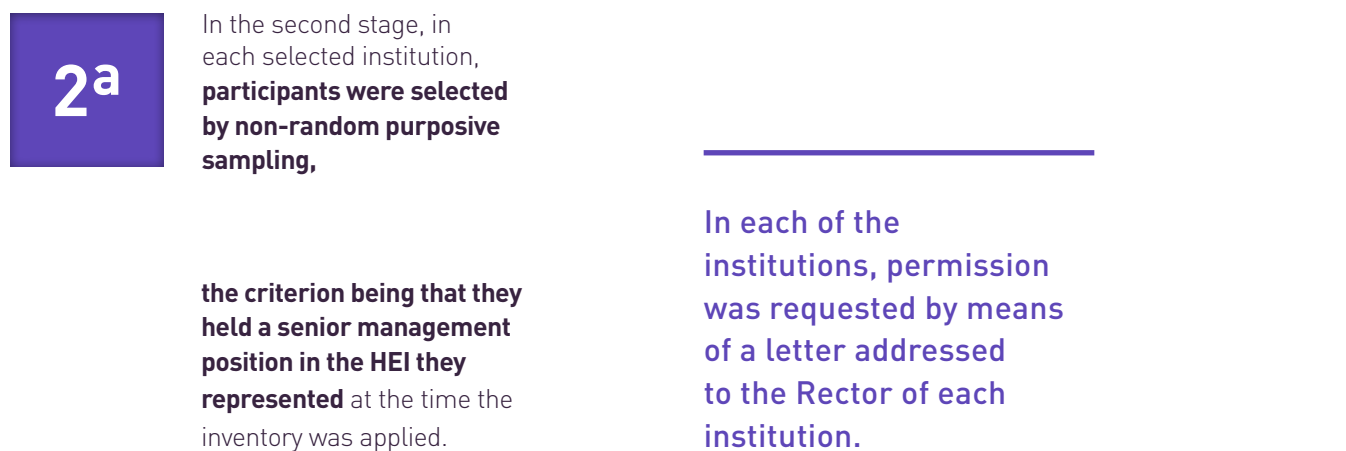 2ª
In the second stage, in
each selected institution,
participants were selected
by non-random purposive
sampling,
the criterion being that they
held a senior management
position in the HEI they
represented at the time the
inventory was applied.
In each of the
institutions, permission
was requested by means
of a letter addressed
to the Rector of each
institution.